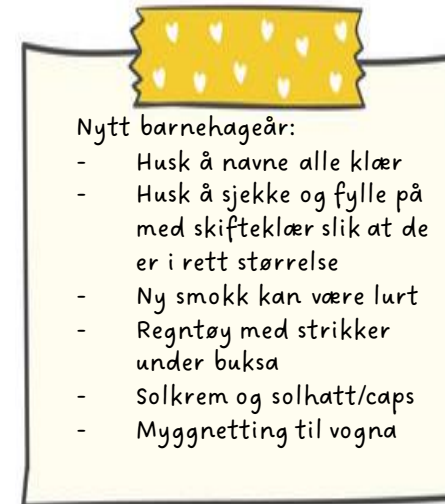 Nytt barnehageår:
- Husk å navne alle klær
- Husk å sjekke og fylle på
med skifteklær slik at de
er i rett størrelse
- Ny smokk kan være lurt
- Regntøy med strikker
under buksa
- Solkrem og solhatt/caps
- Myggnetting til vogna